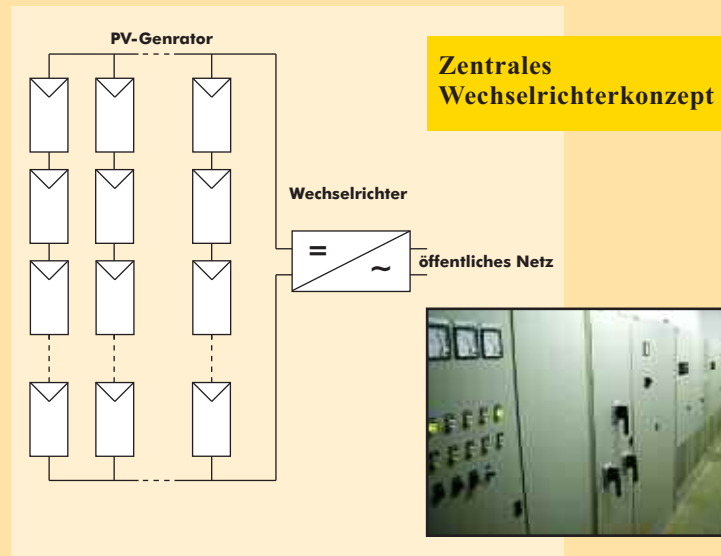 PV-Genrator
Zentrales
Wechselrichterkonzept
Wechselrichter
=
~
öffentliches Netz